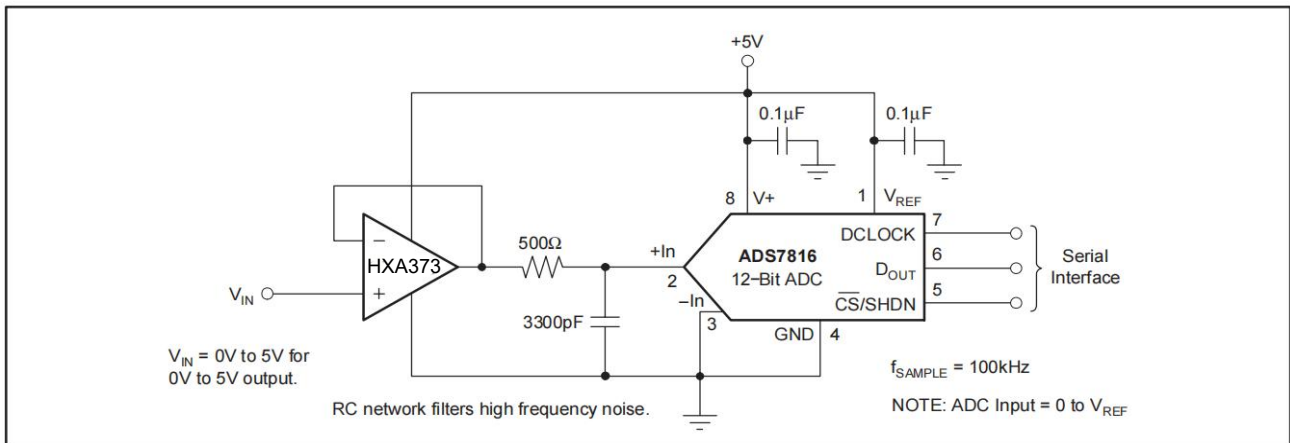 +5V
0.1μF
0.1μF
8
V+
1
VREF
7
DCLOCK
–
HXA373
+
VIN
500Ω
+In
2
ADS7816
12–Bit ADC
6
DOUT
Serial
Interface
–In
3
5
CS/SHDN
3300pF
GND
4
VIN = 0V to 5V for
0V to 5V output.
RC network filters high frequency noise.
fSAMPLE = 100kHz
NOTE: ADC Input = 0 to VREF